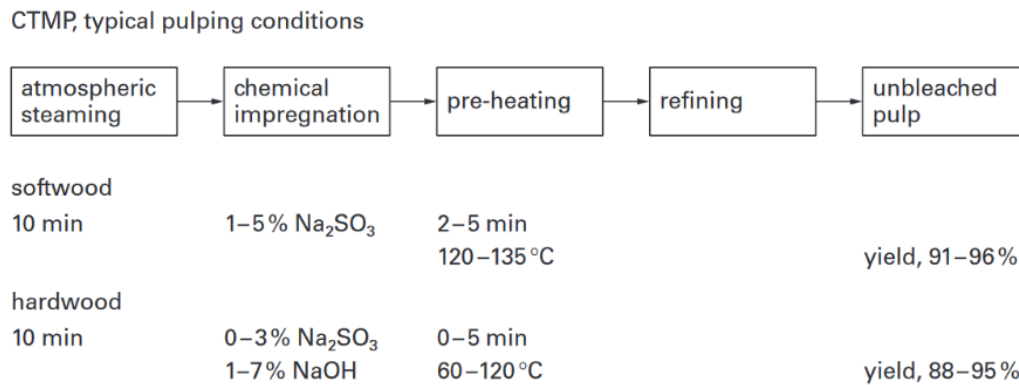 CTMP, typical pulping conditions
atmospheric steaming
chemical impregnation
pre-heating
refining
unbleached pulp
softwood
10 min 1–5% Na₂SO₃ 2–5 min
120–135 °C yield, 91–96%
hardwood
10 min 0–3% Na₂SO₃ 0–5 min
1–7% NaOH 60–120 °C yield, 88–95%